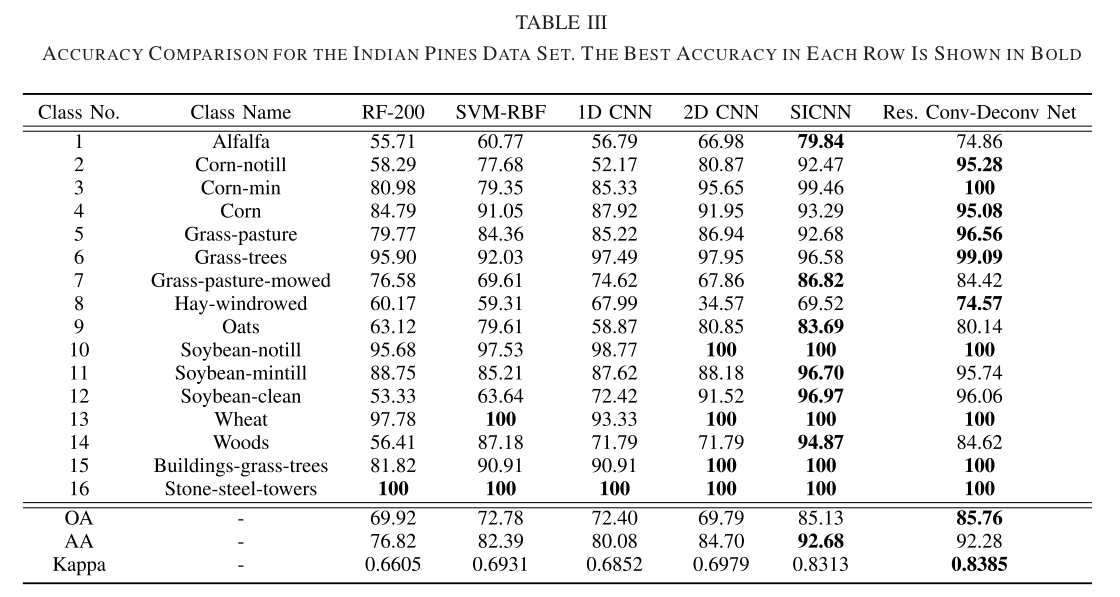 TABLE III
ACCURACY COMPARISON FOR THE INDIAN PINES DATA SET. THE BEST ACCURACY IN EACH ROW IS SHOWN IN BOLD
Class No. Class Name RF-200 SVM-RBF 1D CNN 2D CNN SICNN Res. Conv-Deconv Net
1 Alfalfa 55.71 60.77 56.79 66.98 79.84 74.86
2 Corn-notill 58.29 77.68 52.17 80.87 92.47 95.28
3 Corn-min 80.98 79.35 85.33 95.65 99.46 100
4 Corn 84.79 91.05 87.92 91.95 93.29 95.08
5 Grass-pasture 79.77 84.36 85.22 86.94 92.68 96.56
6 Grass-trees 95.90 92.03 97.49 97.95 96.58 99.09
7 Grass-pasture-mowed 76.58 69.61 74.62 67.86 86.82 84.42
8 Hay-windrowed 60.17 59.31 67.99 34.57 69.52 74.57
9 Oats 63.12 79.61 58.87 80.85 83.69 80.14
10 Soybean-notill 95.68 97.53 98.77 100 100 100
11 Soybean-mintill 88.75 85.21 87.62 88.18 96.70 95.74
12 Soybean-clean 53.33 63.64 72.42 91.52 96.97 96.06
13 Wheat 97.78 100 93.33 100 100 100
14 Woods 56.41 87.18 71.79 71.79 94.87 84.62
15 Buildings-grass-trees 81.82 90.91 90.91 100 100 100
16 Stone-steel-towers 100 100 100 100 100 100
OA - 69.92 72.78 72.40 69.79 85.13 85.76
AA - 76.82 82.39 80.08 84.70 92.68 92.28
Kappa - 0.6605 0.6931 0.6852 0.6979 0.8313 0.8385